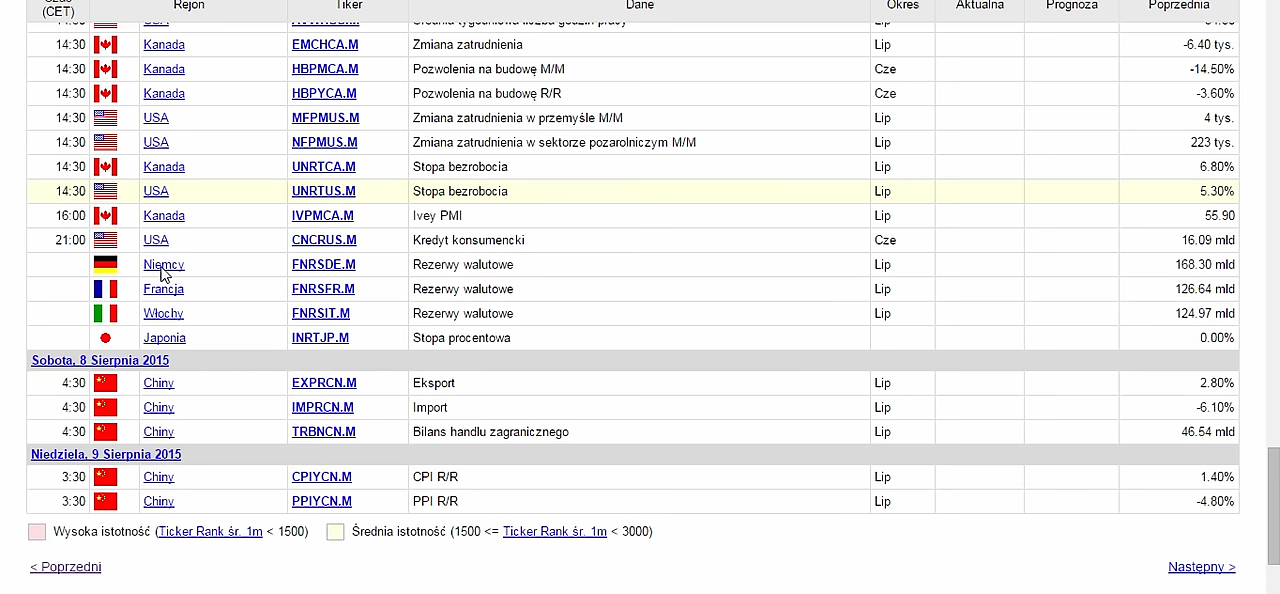 Czas (CET) Rejon Tiker Dane Okres Aktualna Prognoza Poprzednia
14:30 Kanada EMCHCA.M Zmiana zatrudnienia Lip -6.40 tys.
14:30 Kanada HBPMCA.M Pozwolenia na budowę M/M Cze -14.50%
14:30 Kanada HBPYCA.M Pozwolenia na budowę R/R Cze -3.60%
14:30 USA MFPMUS.M Zmiana zatrudnienia w przemyśle M/M Lip 4 tys.
14:30 USA NFPMUS.M Zmiana zatrudnienia w sektorze pozarolniczym M/M Lip 223 tys.
14:30 Kanada UNRTCA.M Stopa bezrobocia Lip 6.80%
14:30 USA UNRTUS.M Stopa bezrobocia Lip 5.30%
16:00 Kanada IVPMCA.M Ivey PMI Lip 55.90
21:00 USA CNCRUS.M Kredyt konsumencki Cze 16.09 mld
Niemcy FNRSDE.M Rezerwy walutowe Lip 168.30 mld
Francja FNRSFR.M Rezerwy walutowe Lip 126.64 mld
Włochy FNRSIT.M Rezerwy walutowe Lip 124.97 mld
Japonia INRTJP.M Stopa procentowa 0.00%
Sobota, 8 Sierpnia 2015
4:30 Chiny EXPRCN.M Eksport Lip 2.80%
4:30 Chiny IMPRCN.M Import Lip -6.10%
4:30 Chiny TRBNCN.M Bilans handlu zagranicznego Lip 46.54 mld
Niedziela, 9 Sierpnia 2015
3:30 Chiny CPIYCN.M CPI R/R Lip 1.40%
3:30 Chiny PPIYCN.M PPI R/R Lip -4.80%
Wysoka istotność (Ticker Rank śr. 1m < 1500) Średnia istotność (1500 <= Ticker Rank śr. 1m < 3000)
< Poprzedni Następny >